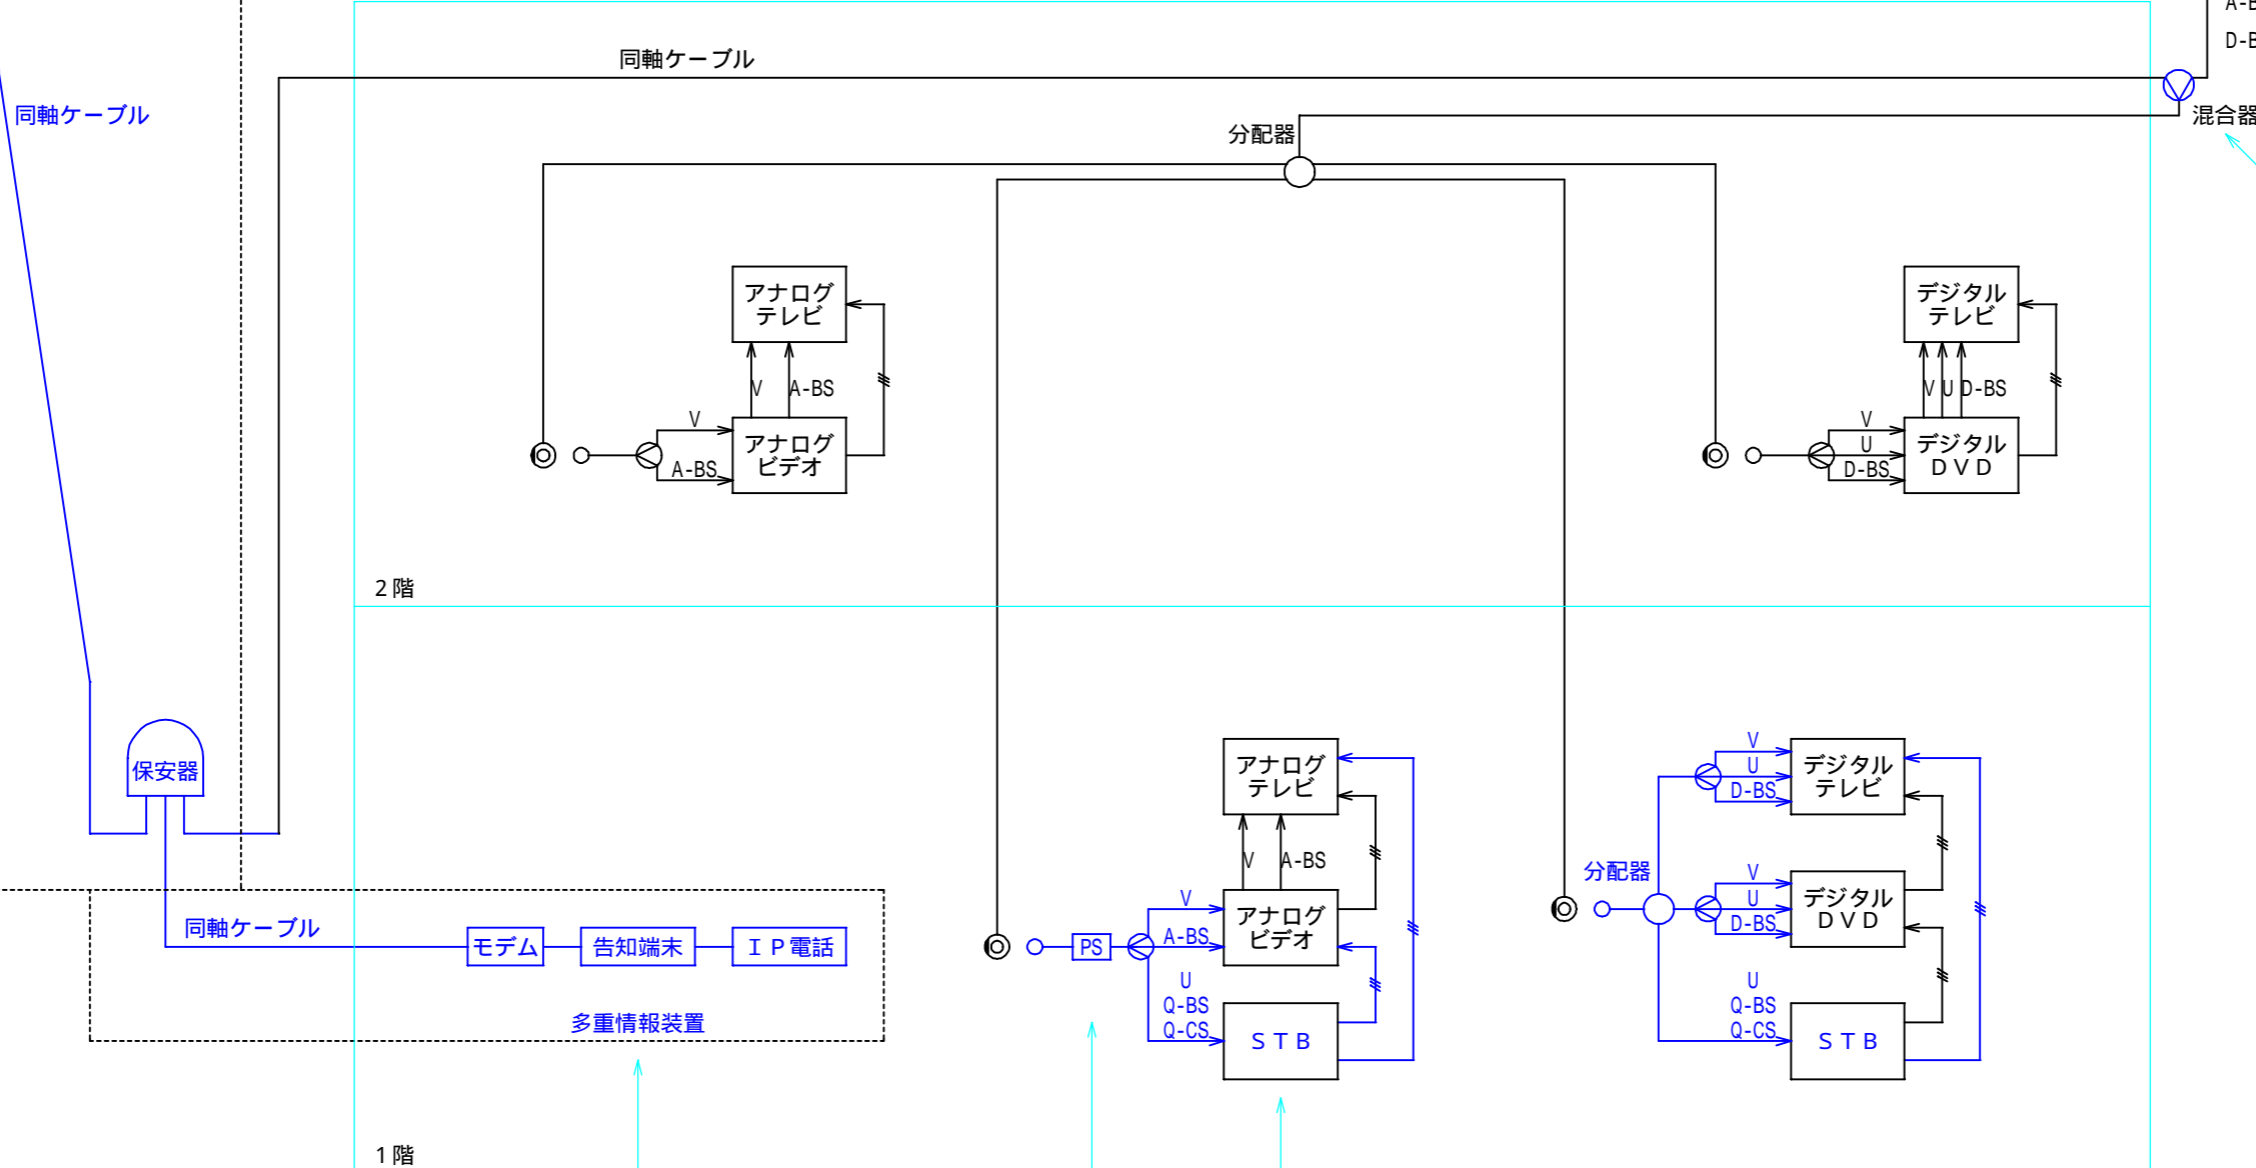 A-B
D-B
同軸ケーブル
同軸ケーブル
混合器
分配器
アナログ
テレビ
V
A-BS
V
アナログ
ビデオ
A-BS
デジタル
テレビ
V
U
D-BS
V
U
D-BS
デジタル
ＤＶＤ
2階
保安器
同軸ケーブル
モデム
告知端末
ＩＰ電話
多重情報装置
アナログ
テレビ
V
A-BS
V
A-BS
アナログ
ビデオ
PS
U
Q-BS
Q-CS
ＳＴＢ
V
U
D-BS
デジタル
テレビ
分配器
V
U
D-BS
デジタル
ＤＶＤ
U
Q-BS
Q-CS
ＳＴＢ
1階